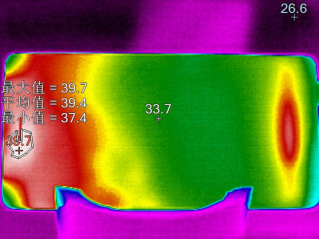 26.6
最大值 = 39.7
平均值 = 39.4
最小值 = 37.4
33.7